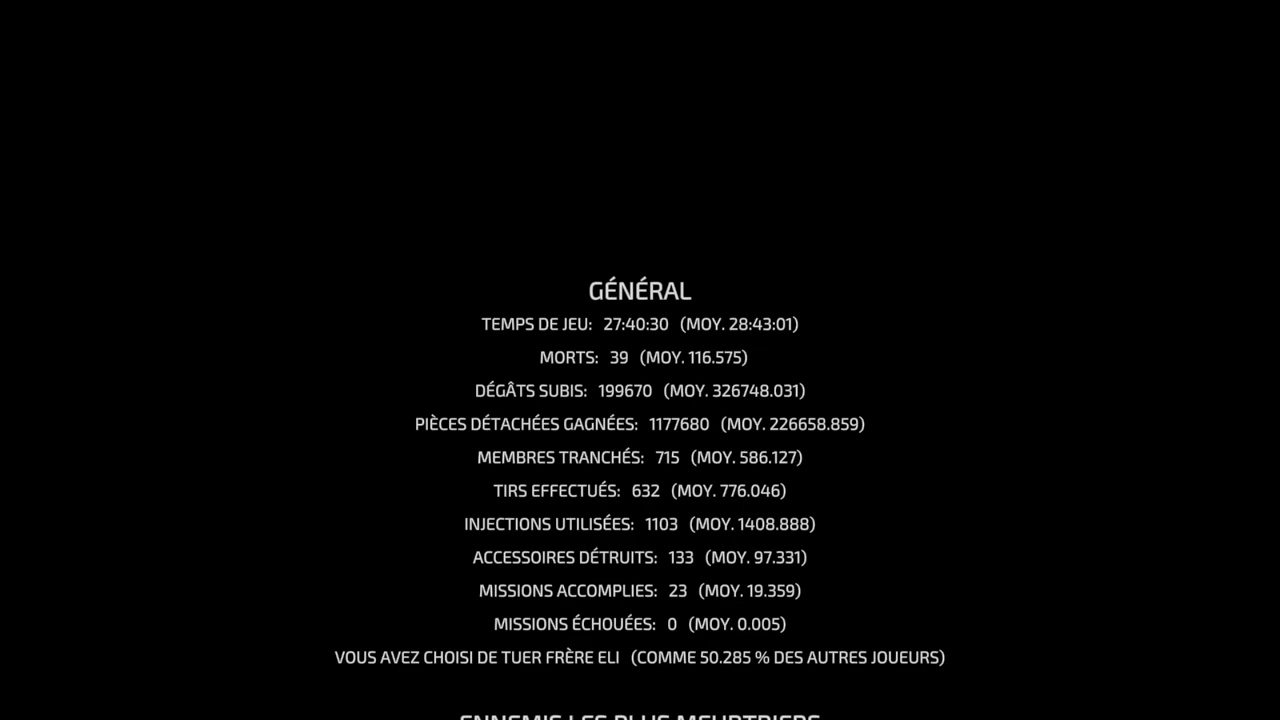 GÉNÉRAL
TEMPS DE JEU: 27:40:30 (MOY. 28:43:01)
MORTS: 39 (MOY. 116.575)
DÉGÂTS SUBIS: 199670 (MOY. 326748.031)
PIÈCES DÉTACHÉES GAGNÉES: 1177680 (MOY. 226658.859)
MEMBRES TRANCHÉS: 715 (MOY. 586.127)
TIRS EFFECTUÉS: 632 (MOY. 776.046)
INJECTIONS UTILISÉES: 1103 (MOY. 1408.888)
ACCESSOIRES DÉTRUITS: 133 (MOY. 97.331)
MISSIONS ACCOMPLIES: 23 (MOY. 19.359)
MISSIONS ÉCHOUÉES: 0 (MOY. 0.005)
VOUS AVEZ CHOISI DE TUER FRÈRE ELI (COMME 50.285 % DES AUTRES JOUEURS)
ENNEMIS LES PLUS MEURTRIERS